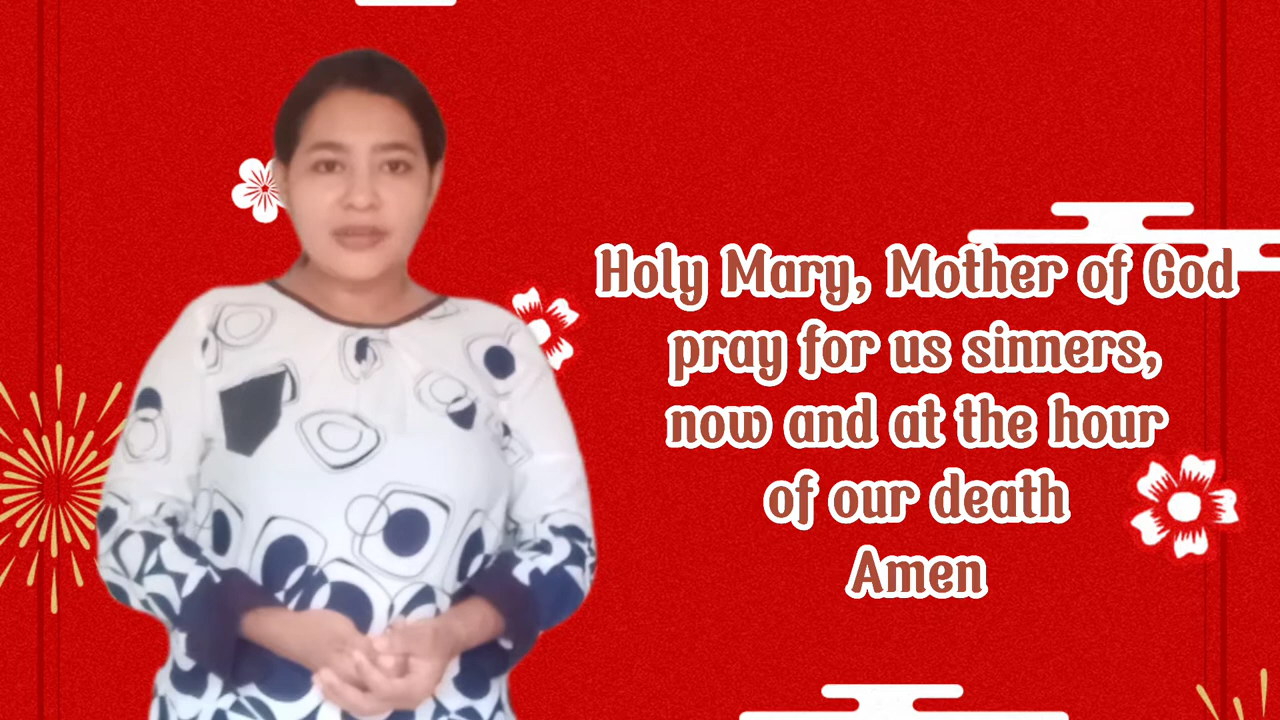 Holy Mary, Mother of God
pray for us sinners,
now and at the hour
of our death
Amen